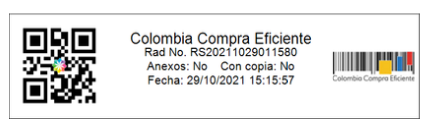 Colombia Compra Eficiente
Rad No. RS20211029011580
Anexos: No Con copia: No
Fecha: 29/10/2021 15:15:57
Colombia Compra Eficiente